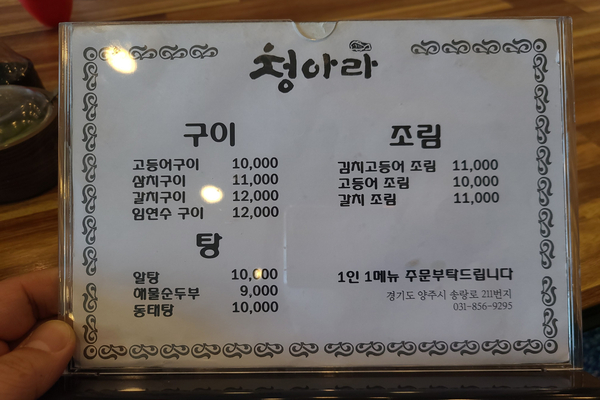 청아라
구이
고등어구이 10,000
삼치구이 11,000
갈치구이 12,000
임연수 구이 12,000
탕
알탕 10,000
해물순두부 9,000
동태탕 10,000
조림
김치고등어 조림 11,000
고등어 조림 10,000
갈치 조림 11,000
1인 1메뉴 주문부탁드립니다
경기도 양주시 송랑로 211번지
031-856-9295